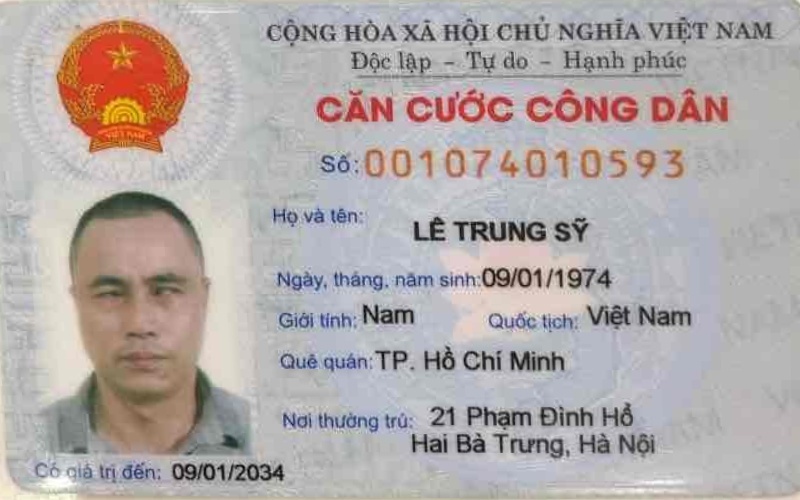 CỘNG HÒA XÃ HỘI CHỦ NGHĨA VIỆT NAM
Độc lập - Tự do - Hạnh phúc
CĂN CƯỚC CÔNG DÂN
Số: 001074010593
Họ và tên: LÊ TRUNG SỸ
Ngày, tháng, năm sinh: 09/01/1974
Giới tính: Nam Quốc tịch: Việt Nam
Quê quán: TP. Hồ Chí Minh
Nơi thường trú: 21 Phạm Đình Hổ
Hai Bà Trưng, Hà Nội
Có giá trị đến: 09/01/2034
VIỆT NAM